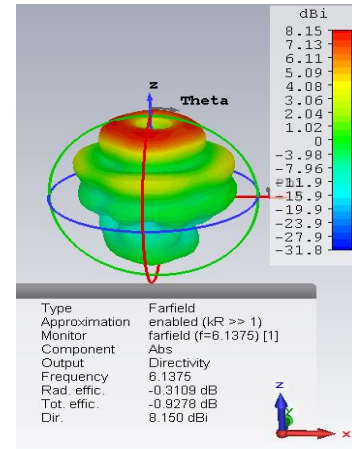 dBi
8.15
7.13
6.11
5.09
4.08
3.06
2.04
1.02
0
-3.98
-7.96
-11.9
-15.9
-19.9
-23.9
-27.9
-31.8
z
Theta
Type Farfield
Approximation enabled (kR >> 1)
Monitor farfield (f=6.1375) [1]
Component Abs
Output Directivity
Frequency 6.1375
Rad. effic. -0.3109 dB
Tot. effic. -0.9278 dB
Dir. 8.150 dBi
z
x